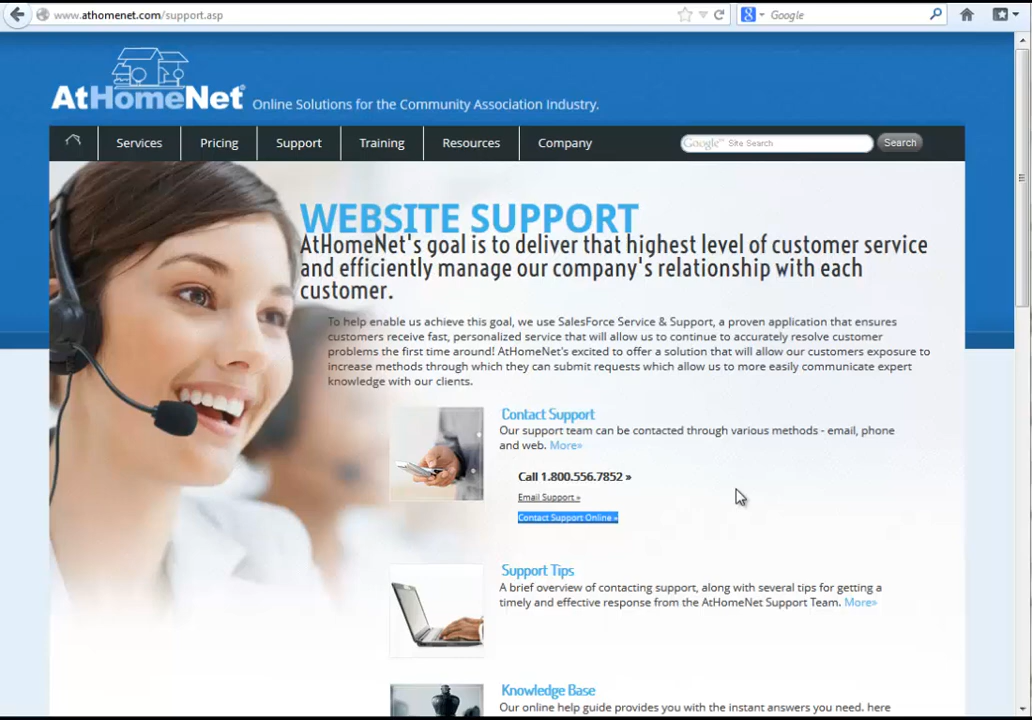 www.athomenet.com/support.asp
Google
AtHomeNet® Online Solutions for the Community Association Industry.
Services Pricing Support Training Resources Company Google™ Site Search Search
WEBSITE SUPPORT
AtHomeNet's goal is to deliver that highest level of customer service
and efficiently manage our company's relationship with each
customer.
To help enable us achieve this goal, we use SalesForce Service & Support, a proven application that ensures
customers receive fast, personalized service that will allow us to continue to accurately resolve customer
problems the first time around! AtHomeNet's excited to offer a solution that will allow our customers exposure to
increase methods through which they can submit requests which allow us to more easily communicate expert
knowledge with our clients.
Contact Support
Our support team can be contacted through various methods - email, phone
and web. More»
Call 1.800.556.7852 »
Email Support »
Contact Support Online »
Support Tips
A brief overview of contacting support, along with several tips for getting a
timely and effective response from the AtHomeNet Support Team. More»
Knowledge Base
Our online help guide provides you with the instant answers you need. here